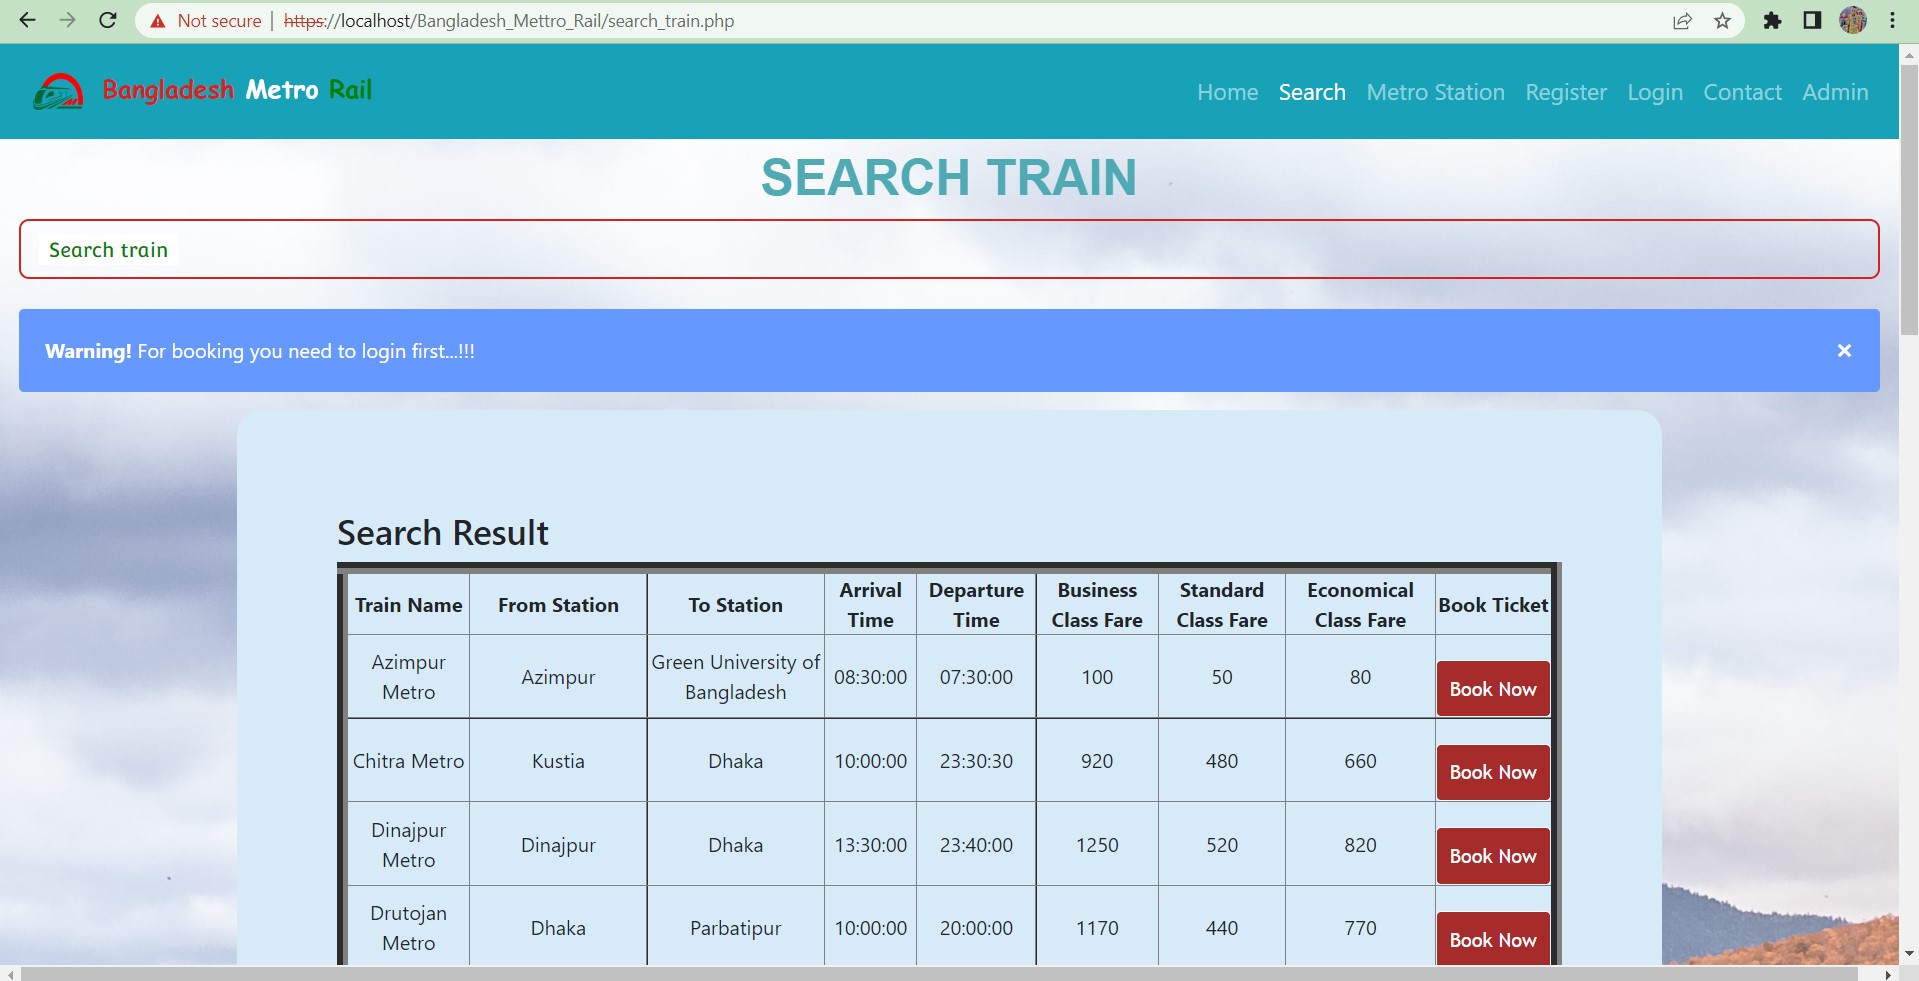 Not secure | https://localhost/Bangladesh_Mettro_Rail/search_train.php
Bangladesh Metro Rail
Home Search Metro Station Register Login Contact Admin
SEARCH TRAIN
Search train
Warning! For booking you need to login first...!!! ×
Search Result
Train Name From Station To Station Arrival Time Departure Time Business Class Fare Standard Class Fare Economical Class Fare Book Ticket
Azimpur Metro Azimpur Green University of Bangladesh 08:30:00 07:30:00 100 50 80 Book Now
Chitra Metro Kustia Dhaka 10:00:00 23:30:30 920 480 660 Book Now
Dinajpur Metro Dinajpur Dhaka 13:30:00 23:40:00 1250 520 820 Book Now
Drutojan Metro Dhaka Parbatipur 10:00:00 20:00:00 1170 440 770 Book Now